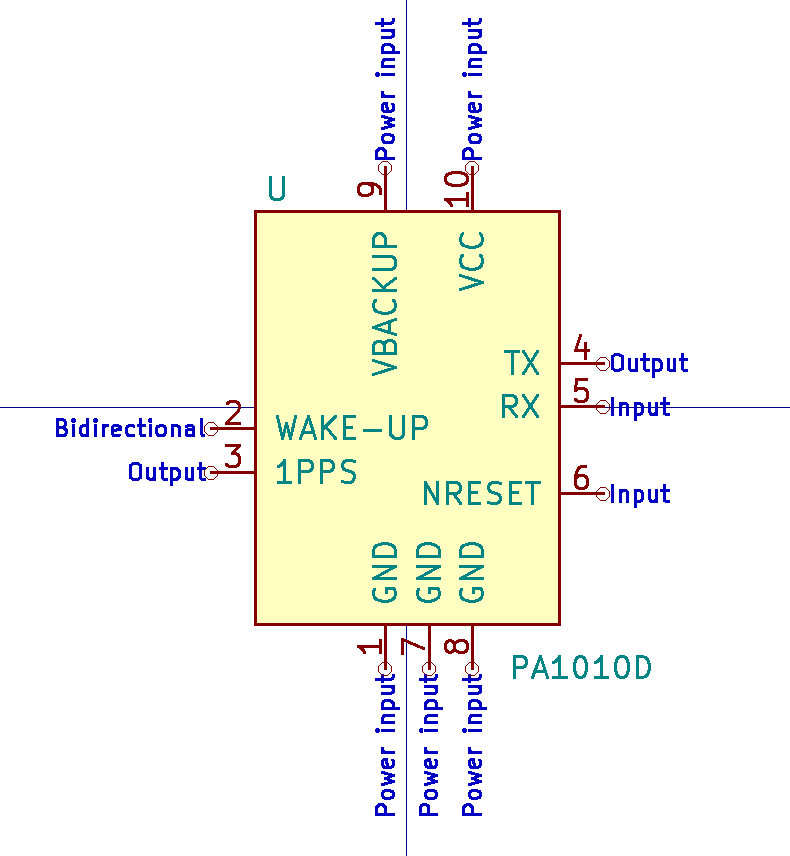 Power input
Power input
9
10
U
VBACKUP
VCC
TX
4
Output
RX
5
Input
Bidirectional
2
WAKE-UP
Output
3
1PPS
NRESET
6
Input
GND
GND
GND
1
7
8
PA1010D
Power input
Power input
Power input